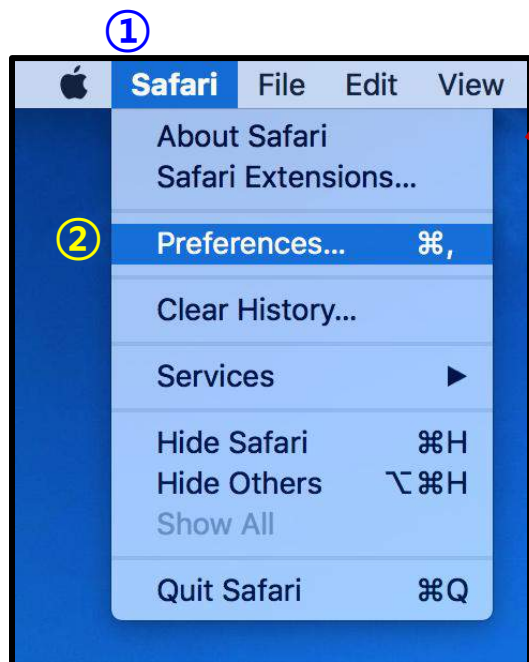 ①
Safari File Edit View
About Safari
Safari Extensions...
② Preferences... ⌘,
Clear History...
Services ▶
Hide Safari ⌘H
Hide Others ⌥⌘H
Show All
Quit Safari ⌘Q